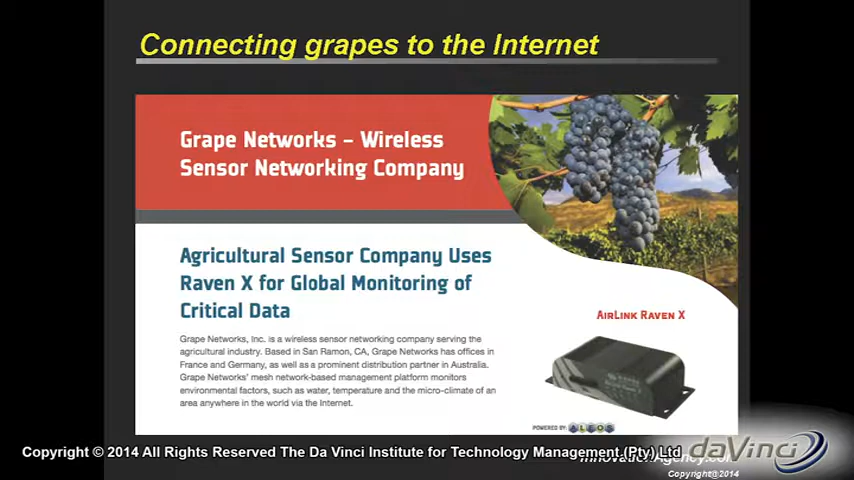 Connecting grapes to the Internet
Grape Networks – Wireless
Sensor Networking Company
Agricultural Sensor Company Uses
Raven X for Global Monitoring of
Critical Data
Grape Networks, Inc. is a wireless sensor networking company serving the
agricultural industry. Based in San Ramon, CA, Grape Networks has offices in
France and Germany, as well as a prominent distribution partner in Australia.
Grape Networks' mesh network-based management platform monitors
environmental factors, such as water, temperature and the micro-climate of an
area anywhere in the world via the Internet.
AirLink Raven X
POWERED BY: ALEOS
Copyright © 2014 All Rights Reserved The Da Vinci Institute for Technology Management (Pty) Ltd
InnovationAgency.com
daVinci
Copyright@2014